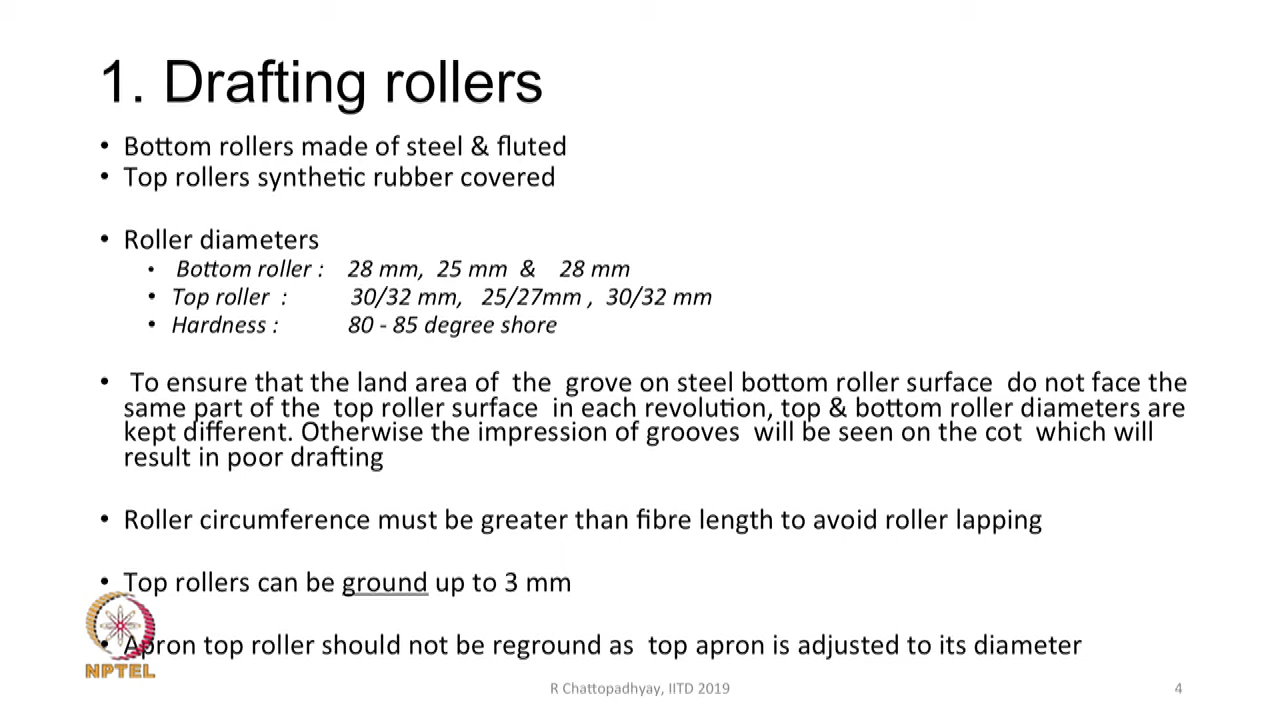 1. Drafting rollers
• Bottom rollers made of steel & fluted
• Top rollers synthetic rubber covered
• Roller diameters
• Bottom roller : 28 mm, 25 mm & 28 mm
• Top roller : 30/32 mm, 25/27mm , 30/32 mm
• Hardness : 80 - 85 degree shore
• To ensure that the land area of the grove on steel bottom roller surface do not face the
same part of the top roller surface in each revolution, top & bottom roller diameters are
kept different. Otherwise the impression of grooves will be seen on the cot which will
result in poor drafting
• Roller circumference must be greater than fibre length to avoid roller lapping
• Top rollers can be ground up to 3 mm
• Apron top roller should not be reground as top apron is adjusted to its diameter
NPTEL
R Chattopadhyay, IITD 2019
4